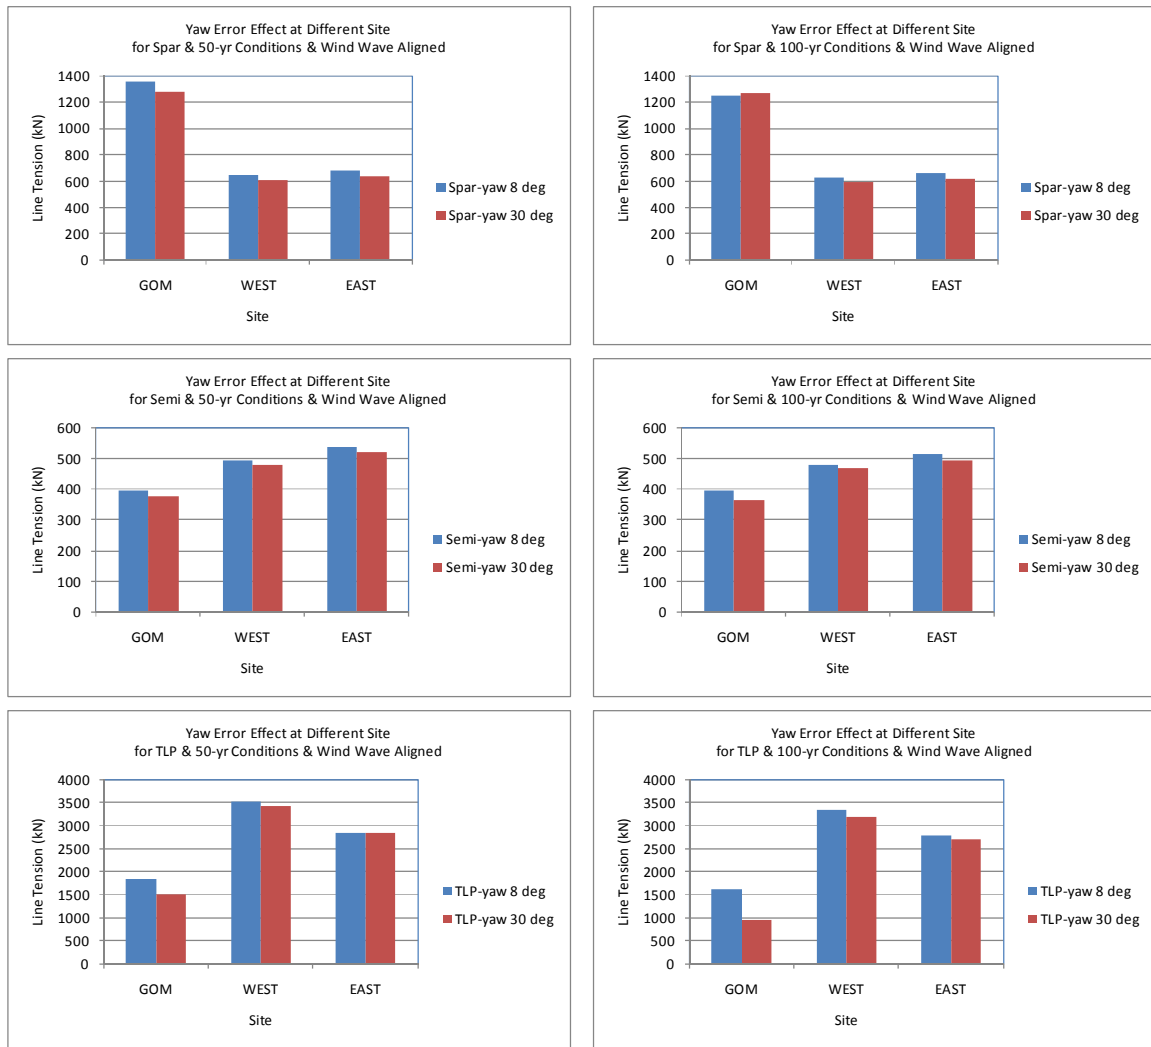 Yaw Error Effect at Different Site
for Spar & 50-yr Conditions & Wind Wave Aligned
1400
1200
1000
800
600
400
200
0
Line Tension (kN)
GOM WEST EAST
Site
Spar-yaw 8 deg
Spar-yaw 30 deg
Yaw Error Effect at Different Site
for Spar & 100-yr Conditions & Wind Wave Aligned
1400
1200
1000
800
600
400
200
0
Line Tension (kN)
GOM WEST EAST
Site
Spar-yaw 8 deg
Spar-yaw 30 deg
Yaw Error Effect at Different Site
for Semi & 50-yr Conditions & Wind Wave Aligned
600
500
400
300
200
100
0
Line Tension (kN)
GOM WEST EAST
Site
Semi-yaw 8 deg
Semi-yaw 30 deg
Yaw Error Effect at Different Site
for Semi & 100-yr Conditions & Wind Wave Aligned
600
500
400
300
200
100
0
Line Tension (kN)
GOM WEST EAST
Site
Semi-yaw 8 deg
Semi-yaw 30 deg
Yaw Error Effect at Different Site
for TLP & 50-yr Conditions & Wind Wave Aligned
4000
3500
3000
2500
2000
1500
1000
500
0
Line Tension (kN)
GOM WEST EAST
Site
TLP-yaw 8 deg
TLP-yaw 30 deg
Yaw Error Effect at Different Site
for TLP & 100-yr Conditions & Wind Wave Aligned
4000
3500
3000
2500
2000
1500
1000
500
0
Line Tension (kN)
GOM WEST EAST
Site
TLP-yaw 8 deg
TLP-yaw 30 deg